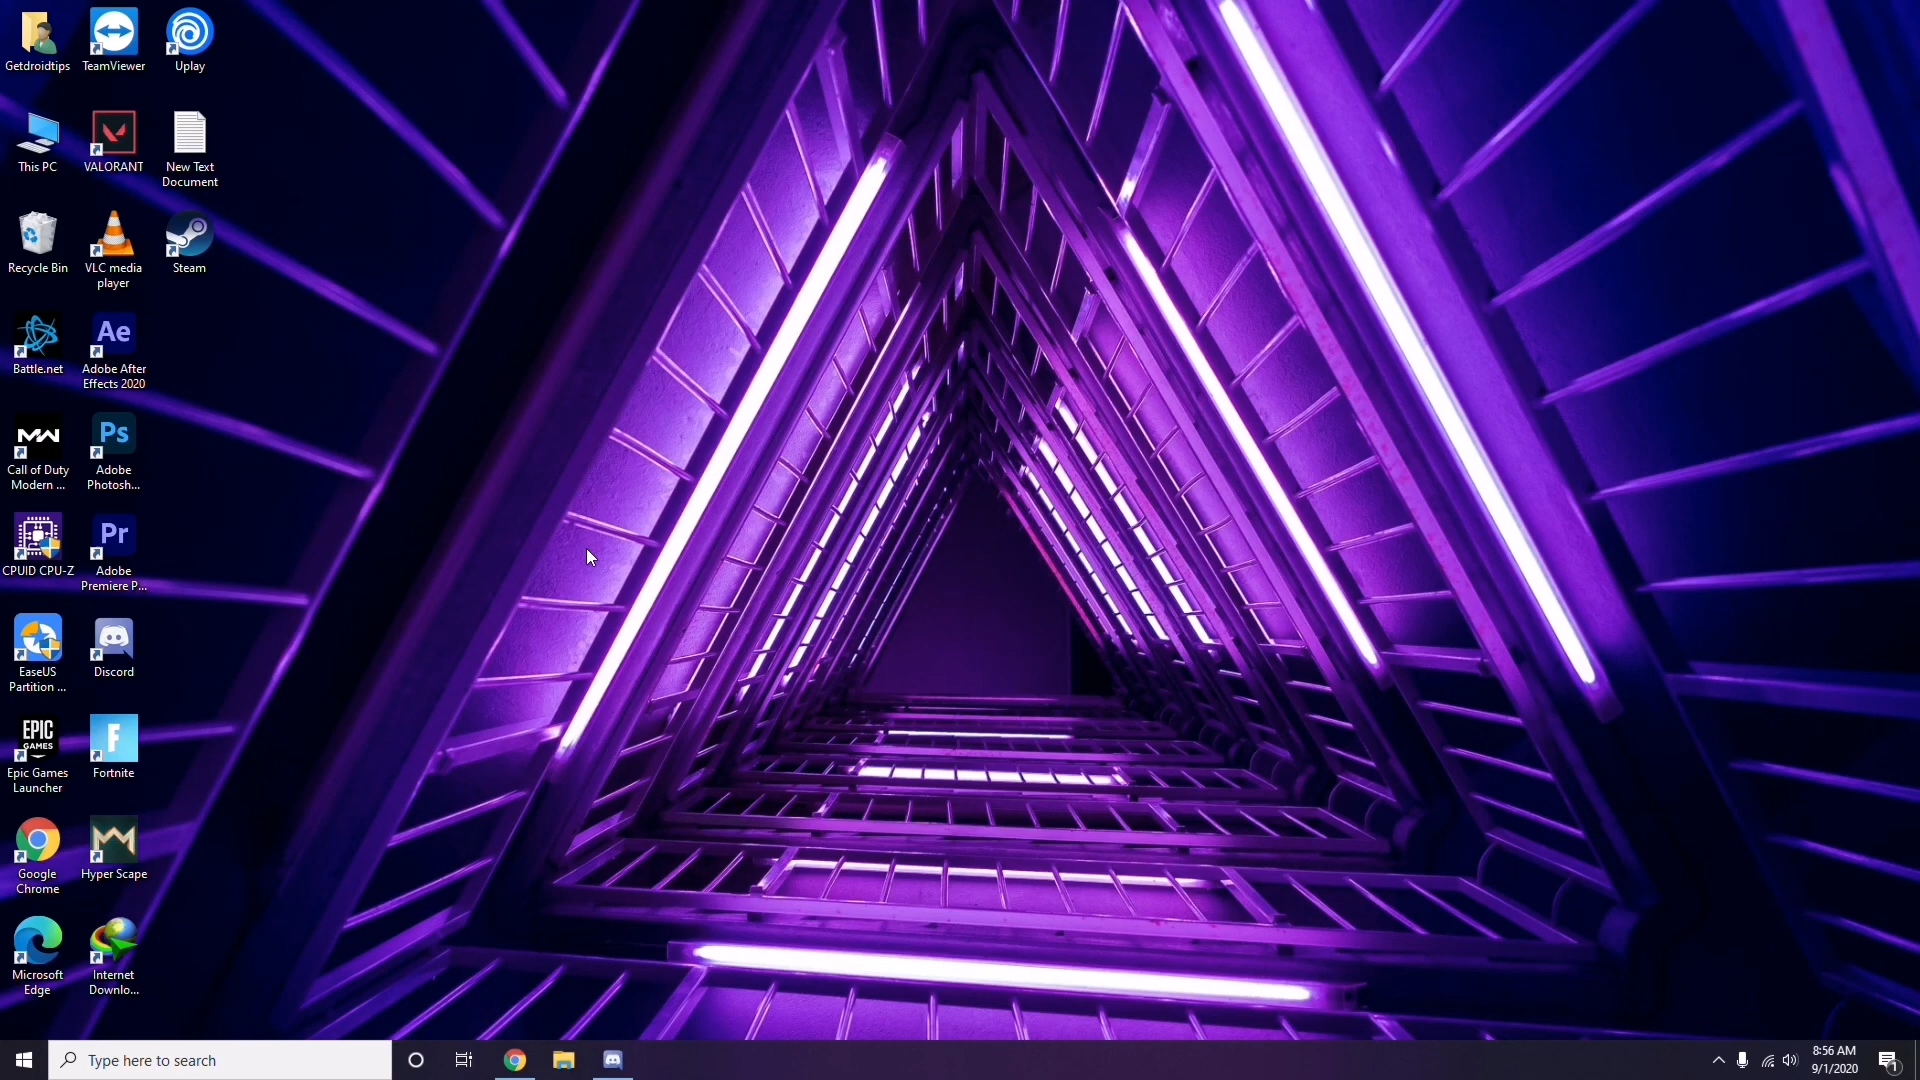 Getdroidtips
TeamViewer
Uplay
This PC
VALORANT
New Text
Document
Recycle Bin
VLC media
player
Steam
Battle.net
Ae
Adobe After
Effects 2020
MW
Call of Duty
Modern ...
Ps
Adobe
Photosh...
CPUID CPU-Z
Pr
Adobe
Premiere P...
EaseUS
Partition ...
Discord
EPIC
GAMES
Epic Games
Launcher
F
Fortnite
Google
Chrome
Hyper Scape
Microsoft
Edge
Internet
Downlo...
Type here to search
8:56 AM
9/1/2020
1